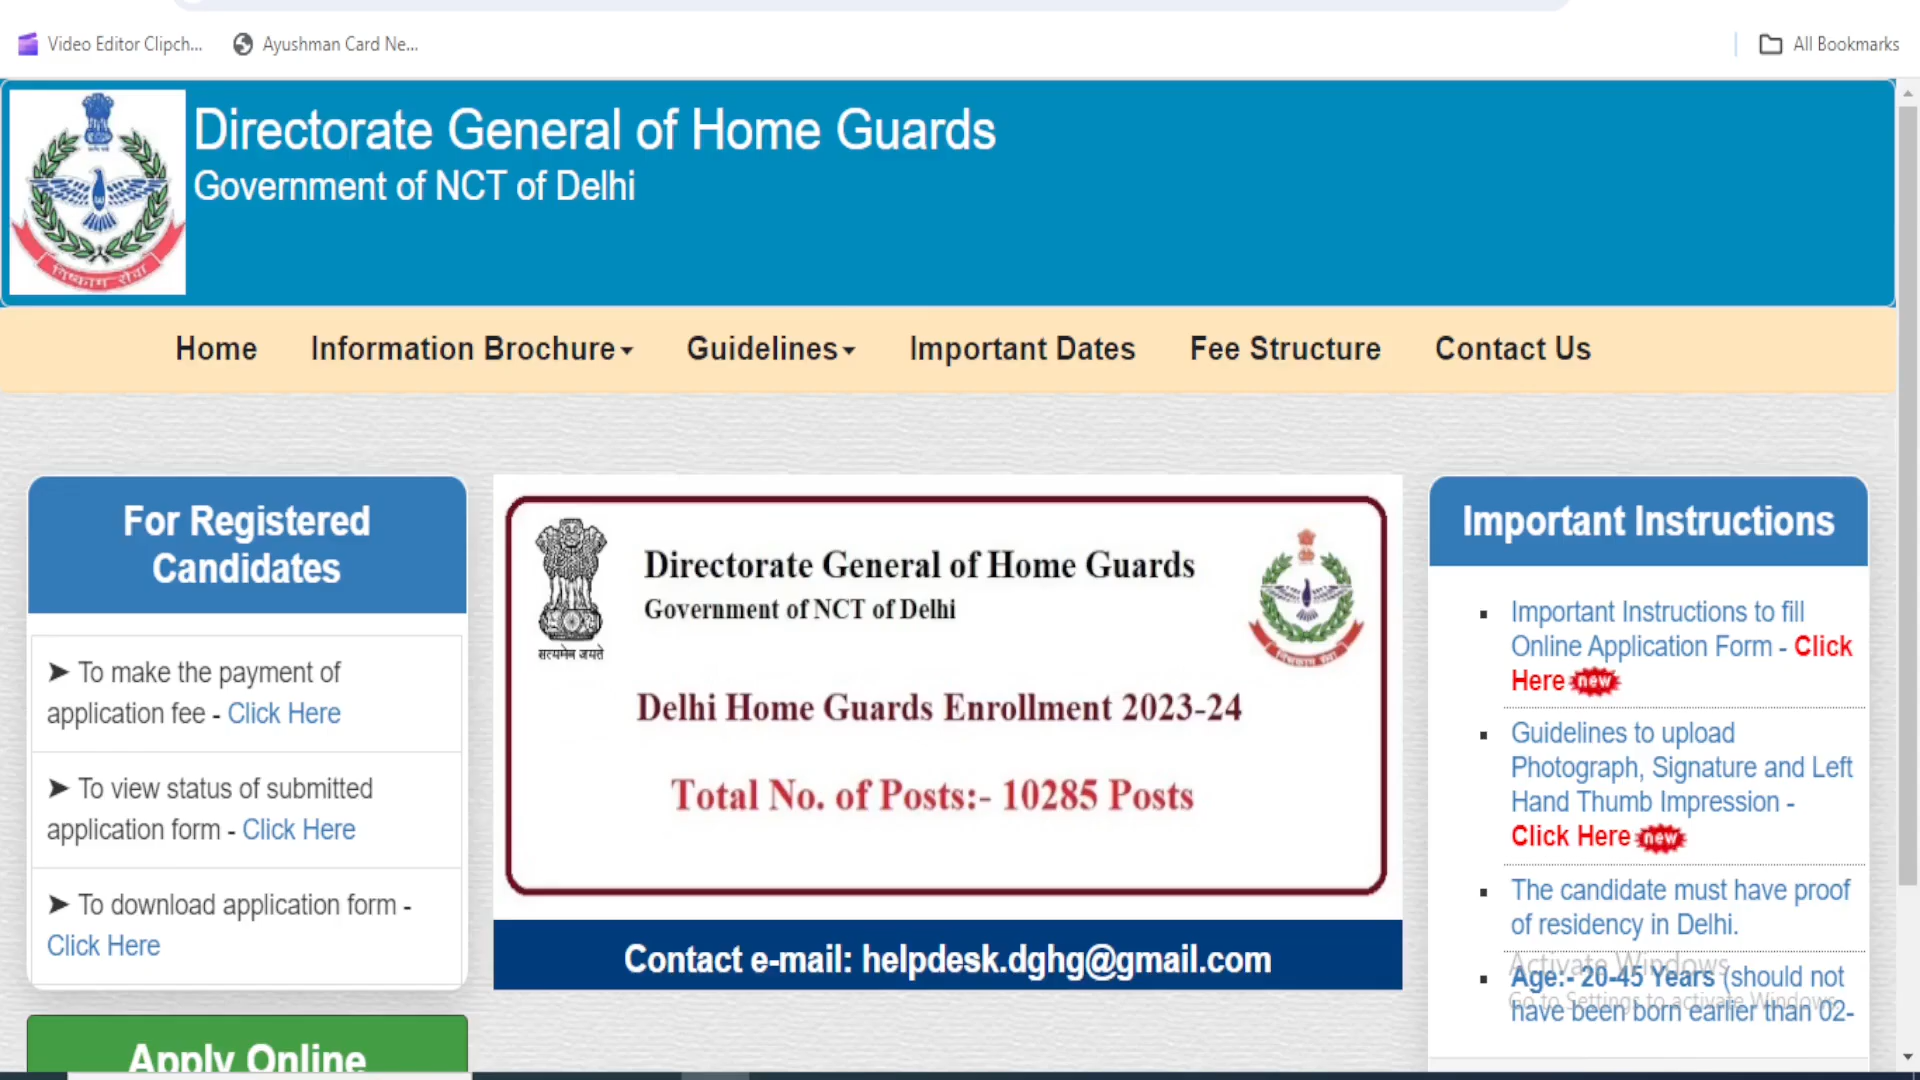 Video Editor Clipch...
Ayushman Card Ne...
All Bookmarks
Directorate General of Home Guards
Government of NCT of Delhi
निष्काम सेवा
Home
Information Brochure
Guidelines
Important Dates
Fee Structure
Contact Us
For Registered
Candidates
➤ To make the payment of
application fee - Click Here
➤ To view status of submitted
application form - Click Here
➤ To download application form -
Click Here
Apply Online
Directorate General of Home Guards
Government of NCT of Delhi
सत्यमेव जयते
Delhi Home Guards Enrollment 2023-24
Total No. of Posts:- 10285 Posts
Contact e-mail: helpdesk.dghg@gmail.com
Important Instructions
Important Instructions to fill
Online Application Form - Click
Here new
Guidelines to upload
Photograph, Signature and Left
Hand Thumb Impression -
Click Here new
The candidate must have proof
of residency in Delhi.
Age:- 20-45 Years (should not
have been born earlier than 02-
Activate Windows
Go to Settings to activate Windows.